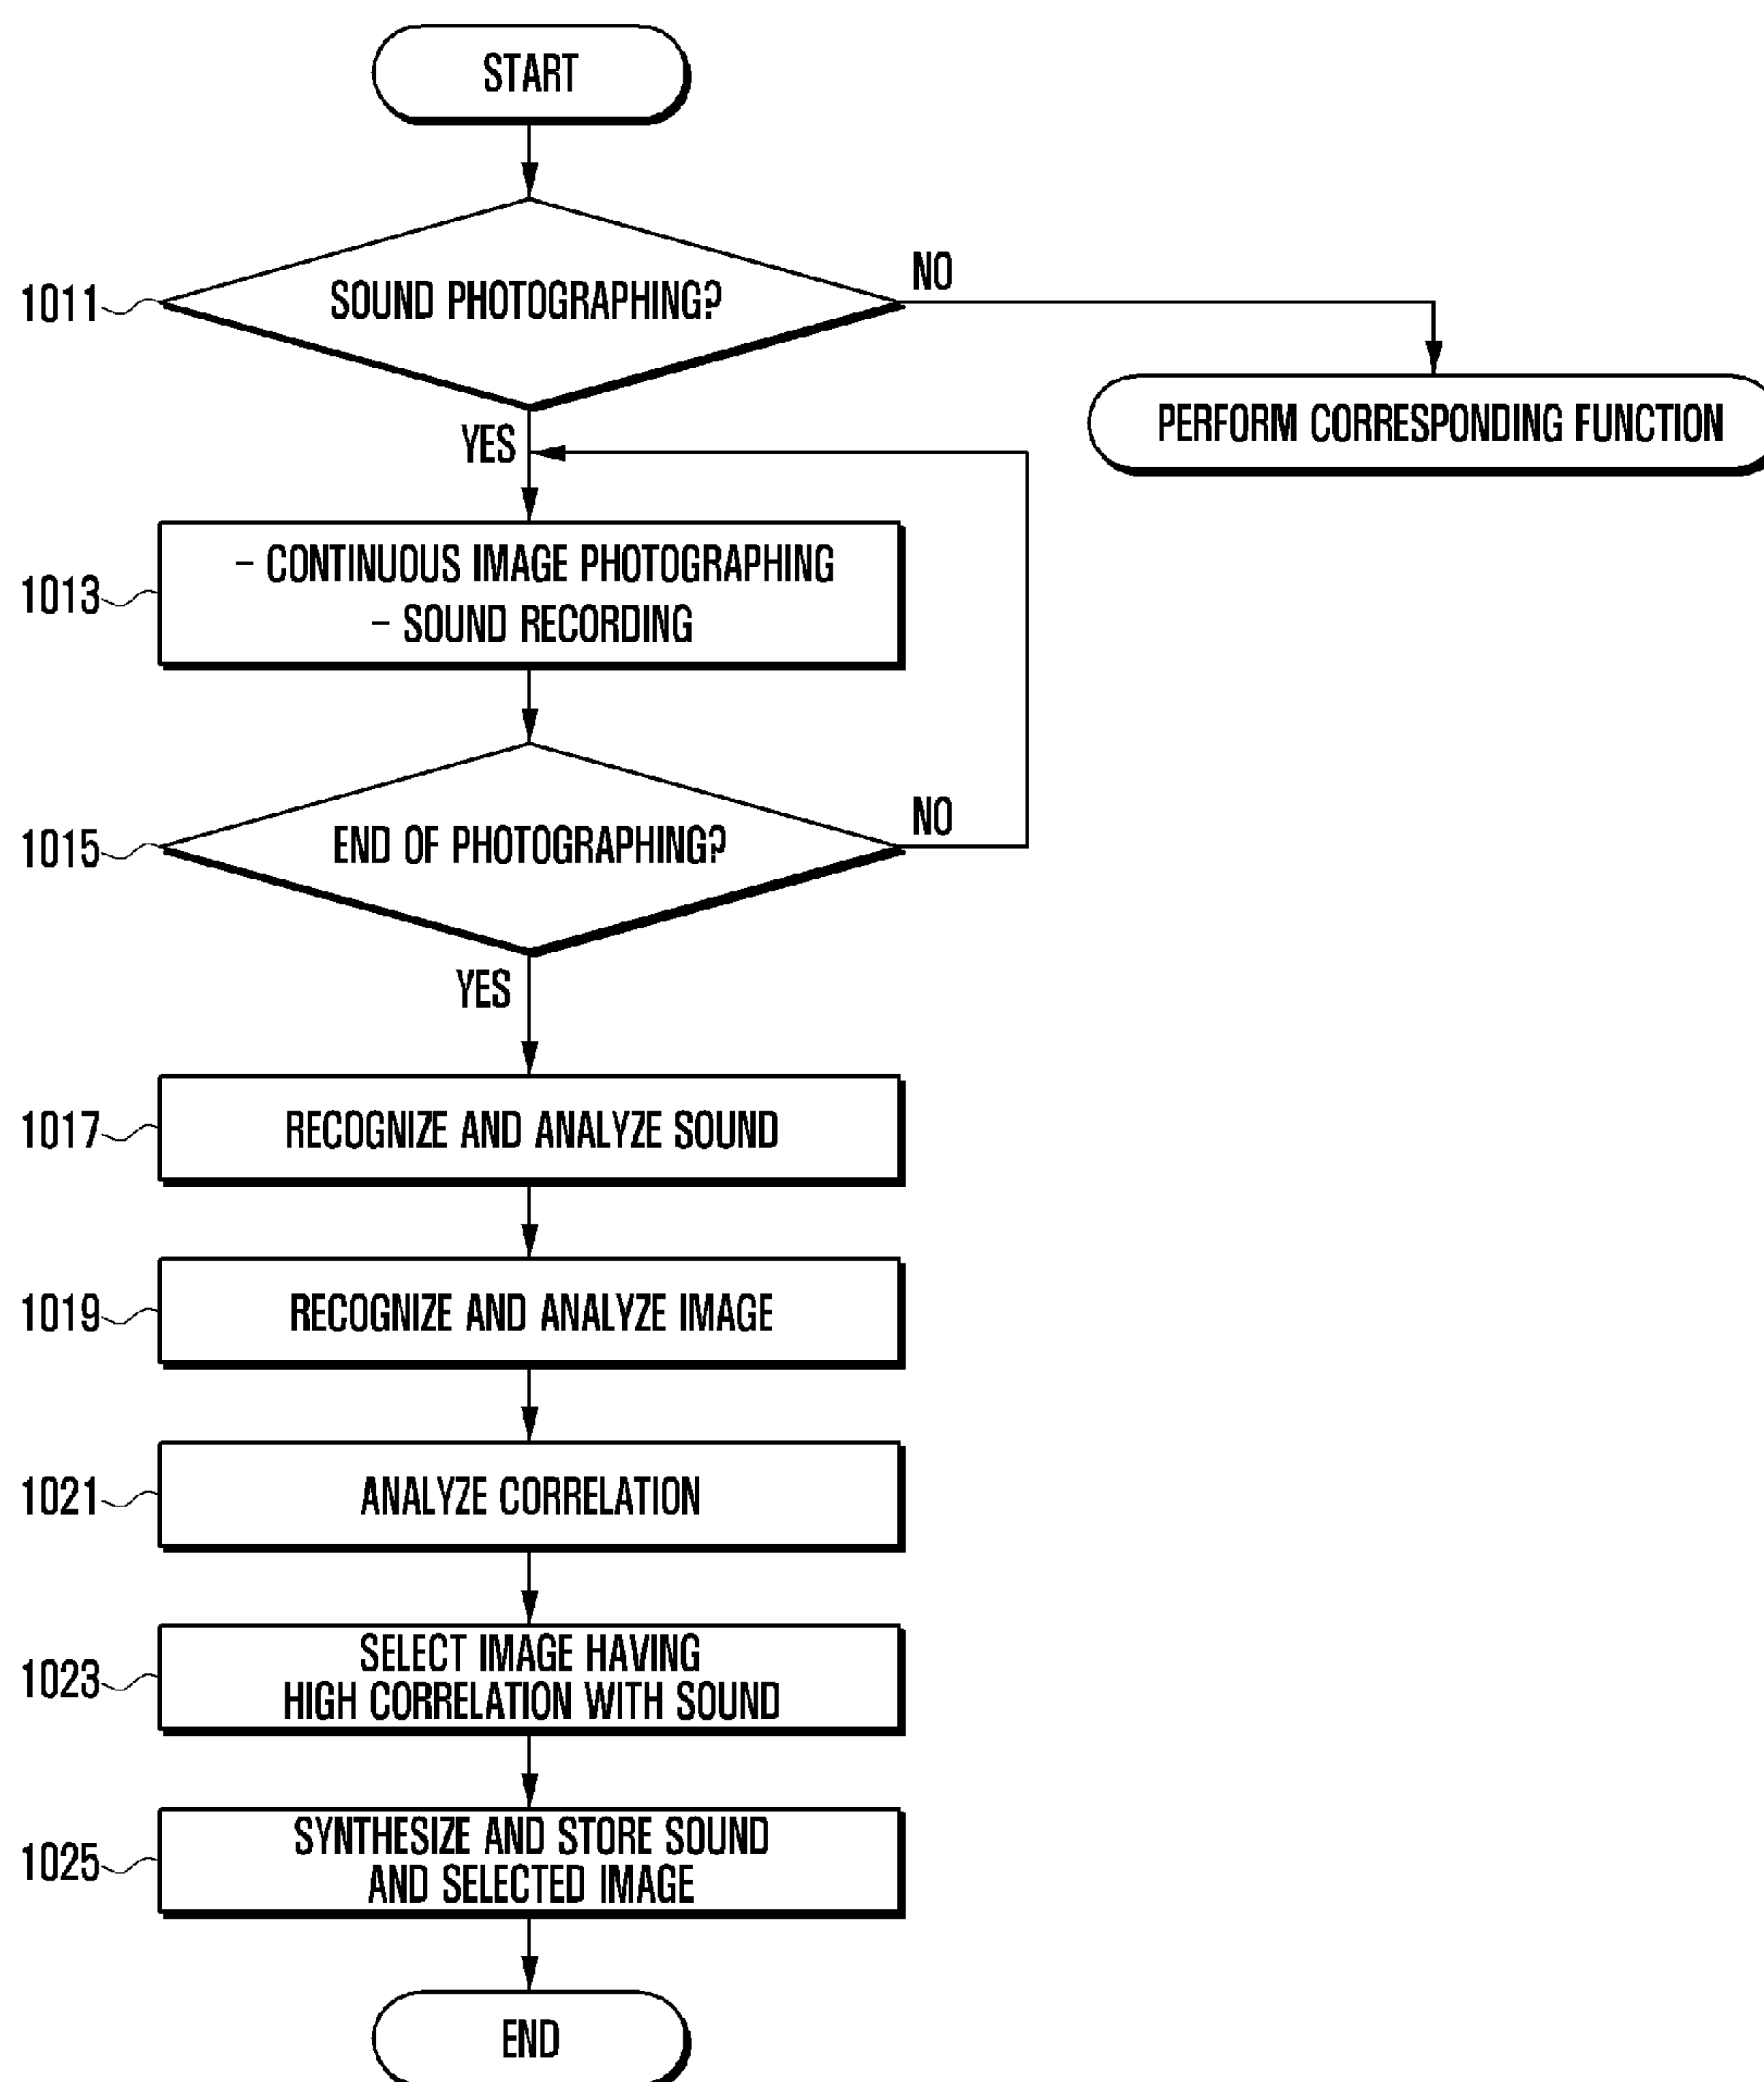 START
1011
SOUND PHOTOGRAPHING?
NO
PERFORM CORRESPONDING FUNCTION
YES
1013
– CONTINUOUS IMAGE PHOTOGRAPHING
– SOUND RECORDING
1015
END OF PHOTOGRAPHING?
NO
YES
1017
RECOGNIZE AND ANALYZE SOUND
1019
RECOGNIZE AND ANALYZE IMAGE
1021
ANALYZE CORRELATION
1023
SELECT IMAGE HAVING
HIGH CORRELATION WITH SOUND
1025
SYNTHESIZE AND STORE SOUND
AND SELECTED IMAGE
END